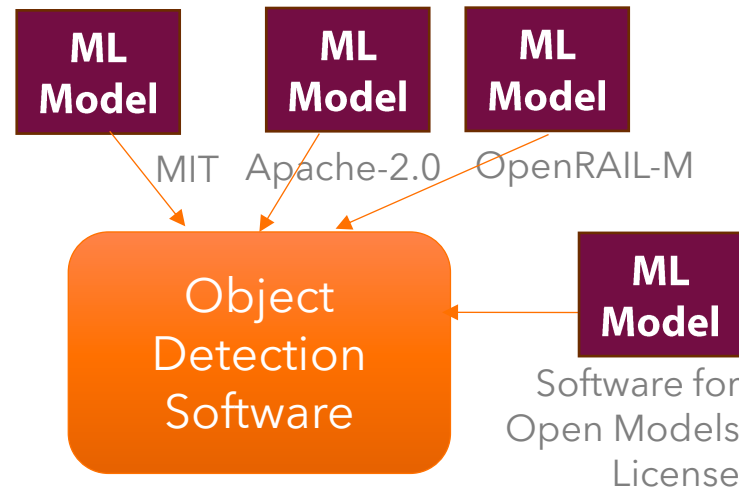 ML
Model
ML
Model
ML
Model
MIT
Apache-2.0
OpenRAIL-M
Object
Detection
Software
ML
Model
Software for
Open Models
License